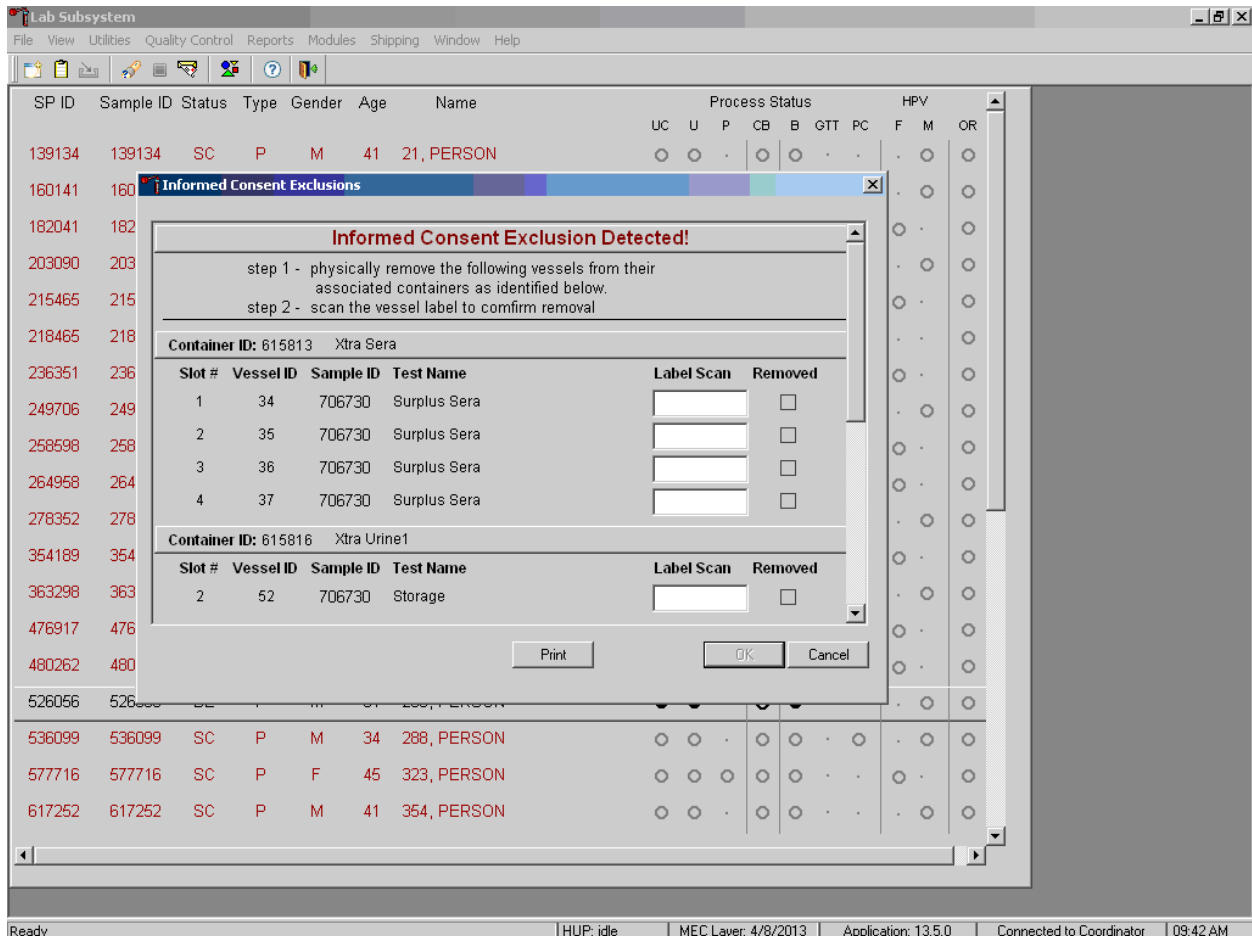 Lab Subsystem
File View Utilities Quality Control Reports Modules Shipping Window Help
SP ID Sample ID Status Type Gender Age Name Process Status HPV
UC U P CB B GTT PC F M OR
139134 139134 SC P M 41 21, PERSON
160141 160
182041 182
203090 203
215465 215
218465 218
236351 236
249706 249
258598 258
264958 264
278352 278
354189 354
363298 363
476917 476
480262 480
526056
536099 536099 SC P M 34 288, PERSON
577716 577716 SC P F 45 323, PERSON
617252 617252 SC P M 41 354, PERSON
Informed Consent Exclusions
Informed Consent Exclusion Detected!
step 1 - physically remove the following vessels from their
associated containers as identified below.
step 2 - scan the vessel label to comfirm removal
Container ID: 615813 Xtra Sera
Slot # Vessel ID Sample ID Test Name Label Scan Removed
1 34 706730 Surplus Sera
2 35 706730 Surplus Sera
3 36 706730 Surplus Sera
4 37 706730 Surplus Sera
Container ID: 615816 Xtra Urine1
Slot # Vessel ID Sample ID Test Name Label Scan Removed
2 52 706730 Storage
Print OK Cancel
Ready HUP: idle MEC Layer: 4/8/2013 Application: 13.5.0 Connected to Coordinator 09:42 AM